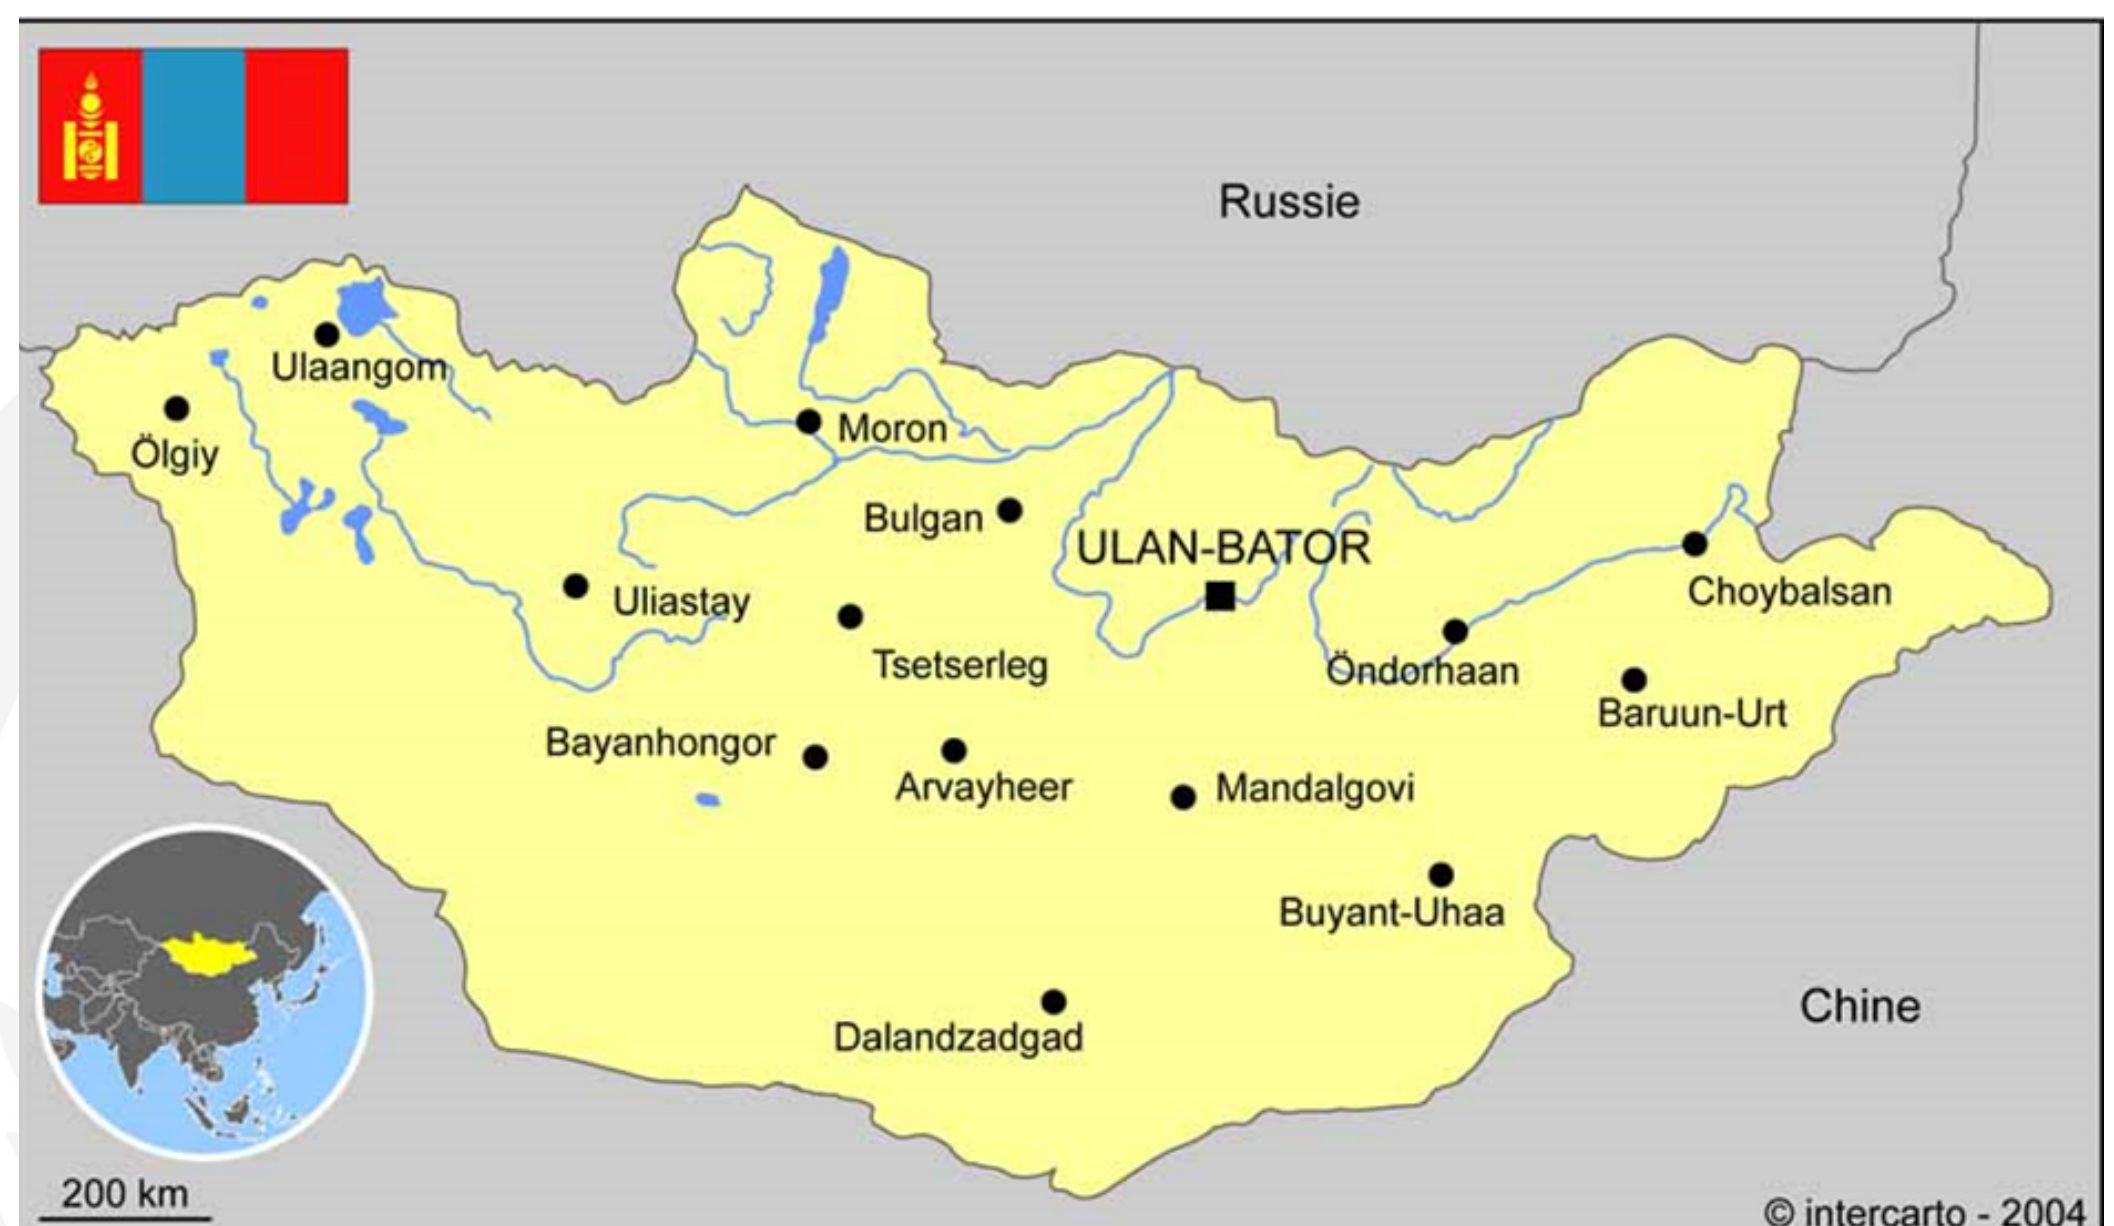 Russie
Ulaangom
Ölgiy
Moron
Bulgan
ULAN-BATOR
Uliastay
Choybalsan
Tsetserleg
Öndorhaan
Baruun-Urt
Bayanhongor
Arvayheer
Mandalgovi
Buyant-Uhaa
Chine
Dalandzadgad
200 km
© intercarto - 2004